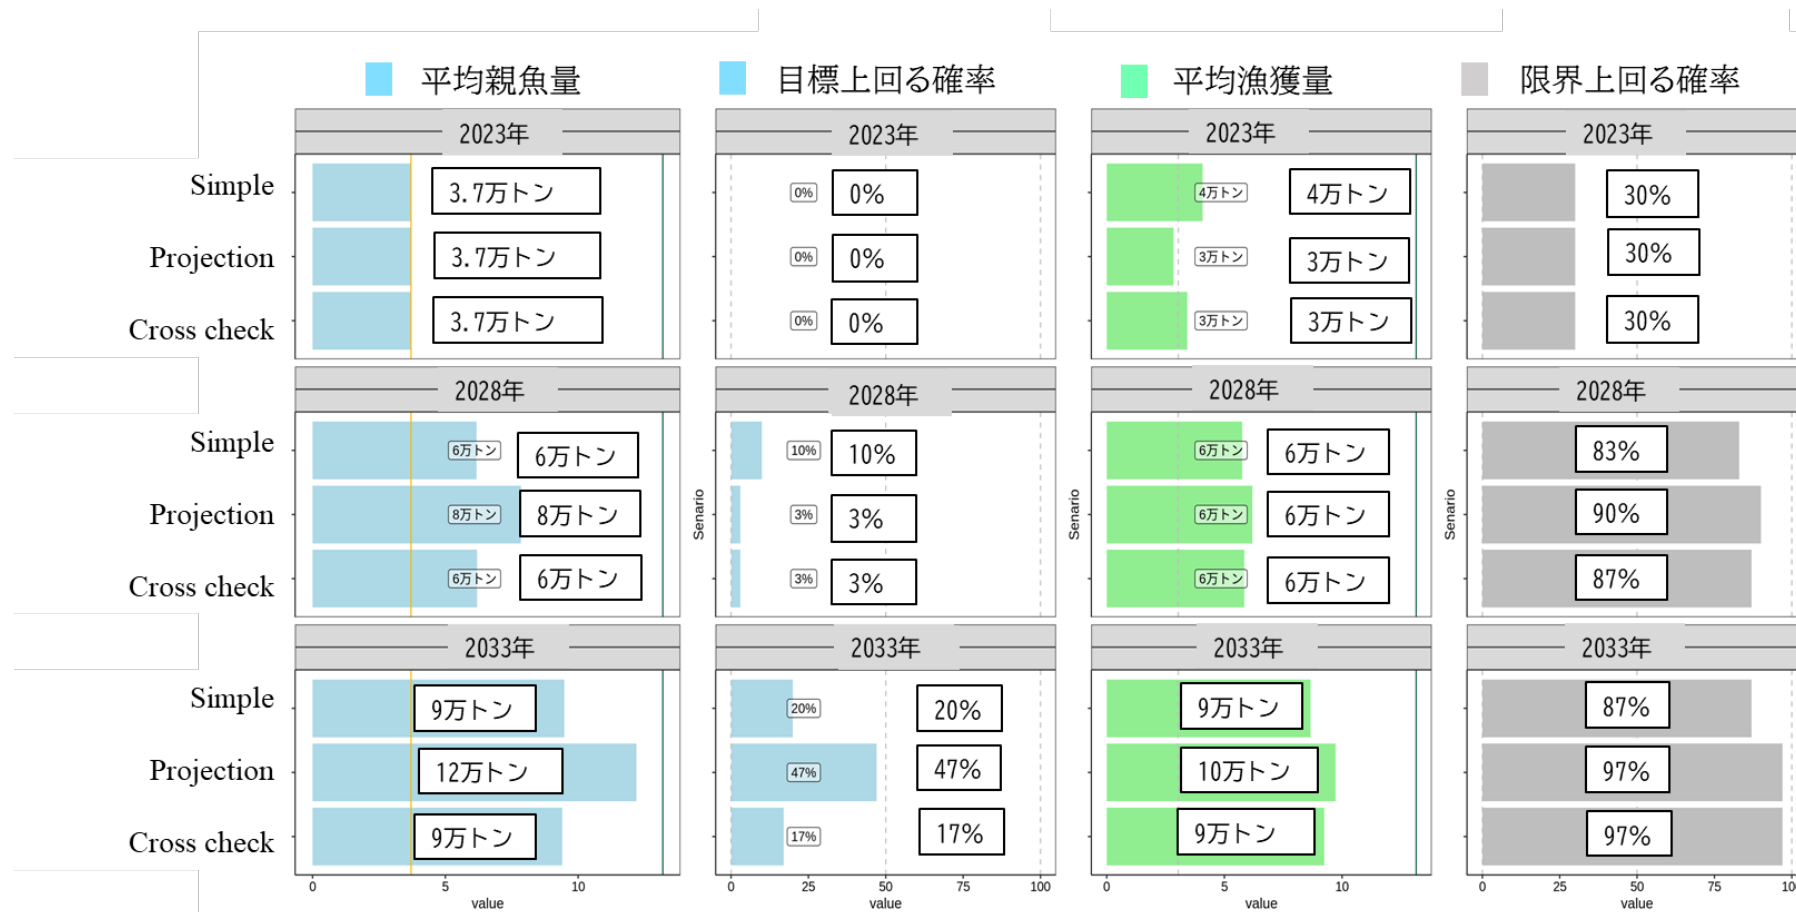 平均親魚量 目標上回る確率 平均漁獲量 限界上回る確率
2023年 2023年 2023年 2023年
Simple 3.7万トン 0% 0% 4万トン 4万トン 30%
Projection 3.7万トン 0% 0% 3万トン 3万トン 30%
Cross check 3.7万トン 0% 0% 3万トン 3万トン 30%
2028年 2028年 2028年 2028年
Simple 6万トン 6万トン 10% 10% 6万トン 6万トン 83%
Projection 8万トン 8万トン Senario 3% 3% Senario 6万トン 6万トン Senario 90%
Cross check 6万トン 6万トン 3% 3% 6万トン 6万トン 87%
2033年 2033年 2033年 2033年
Simple 9万トン 20% 20% 9万トン 87%
Projection 12万トン 47% 47% 10万トン 97%
Cross check 9万トン 17% 17% 9万トン 97%
0 5 10 0 25 50 75 100 0 5 10 0 25 50 75
value value value value